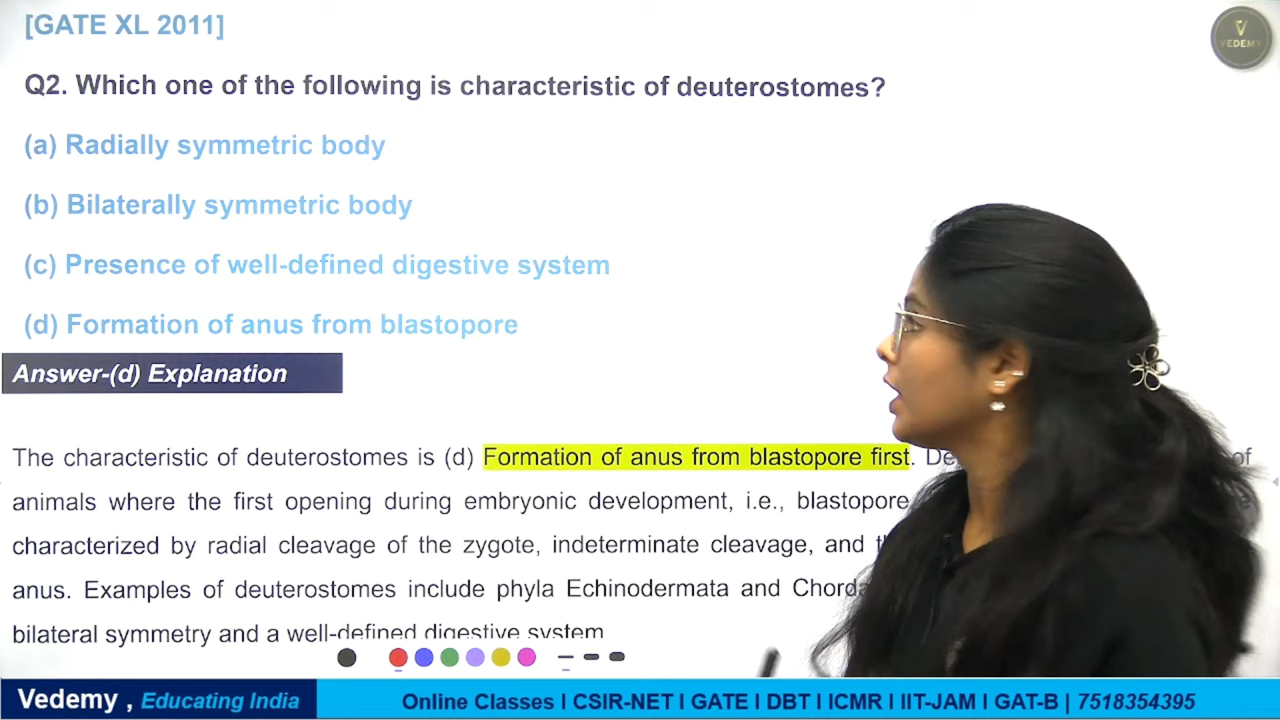 [GATE XL 2011]
VEDEMY
Q2. Which one of the following is characteristic of deuterostomes?
(a) Radially symmetric body
(b) Bilaterally symmetric body
(c) Presence of well-defined digestive system
(d) Formation of anus from blastopore
Answer-(d) Explanation
The characteristic of deuterostomes is (d) Formation of anus from blastopore first. of
animals where the first opening during embryonic development, i.e., blastopore
characterized by radial cleavage of the zygote, indeterminate cleavage, and
anus. Examples of deuterostomes include phyla Echinodermata and
bilateral symmetry and a well-defined digestive system
Vedemy , Educating India
Online Classes I CSIR-NET I GATE I DBT I ICMR I IIT-JAM I GAT-B | 7518354395